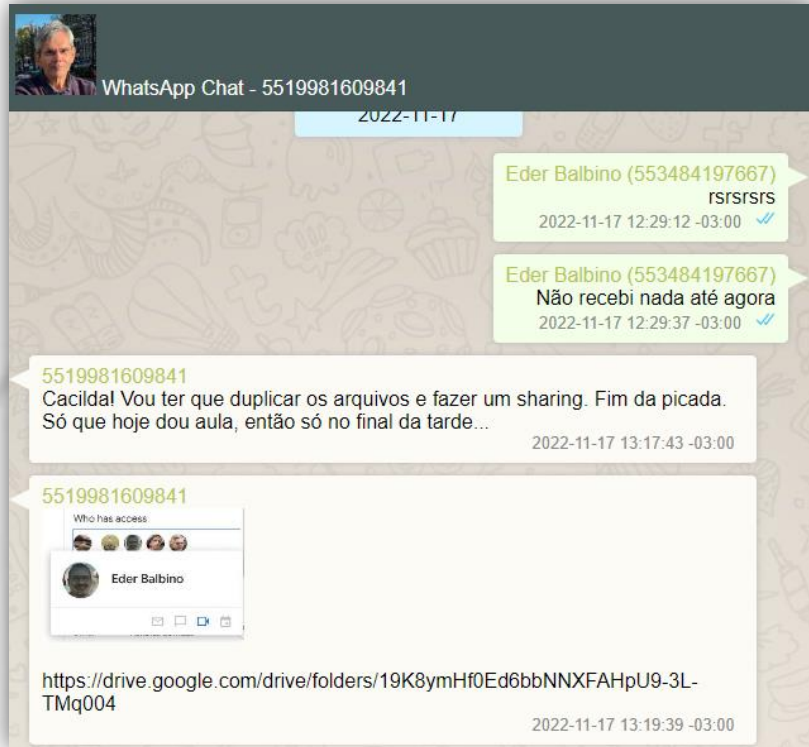 WhatsApp Chat - 5519981609841
2022-11-17
Eder Balbino (553484197667)
rsrsrsrs
2022-11-17 12:29:12 -03:00
Eder Balbino (553484197667)
Não recebi nada até agora
2022-11-17 12:29:37 -03:00
5519981609841
Cacilda! Vou ter que duplicar os arquivos e fazer um sharing. Fim da picada.
Só que hoje dou aula, então só no final da tarde...
2022-11-17 13:17:43 -03:00
5519981609841
Who has access
Eder Balbino
https://drive.google.com/drive/folders/19K8ymHf0Ed6bbNNXFAHpU9-3L-
TMq004
2022-11-17 13:19:39 -03:00